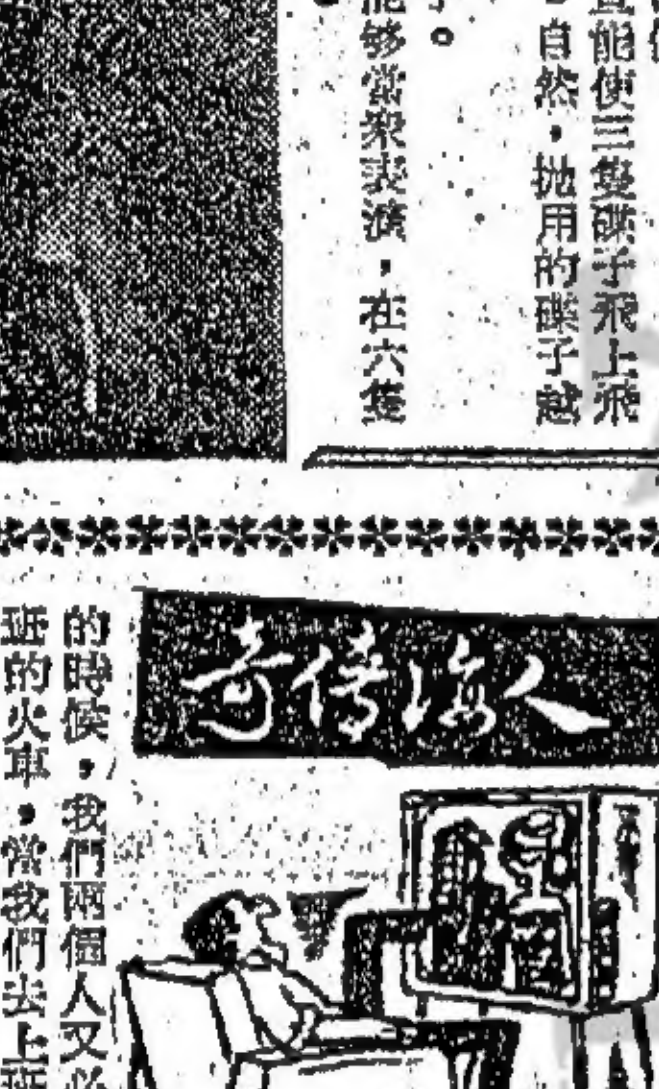 直能使三隻碟子飛上飛
自然，拋用的碟子越
。
能够當衆表演，在六隻
人海傳奇
的時候，我們兩個人又必
班的火車，當我們去上班